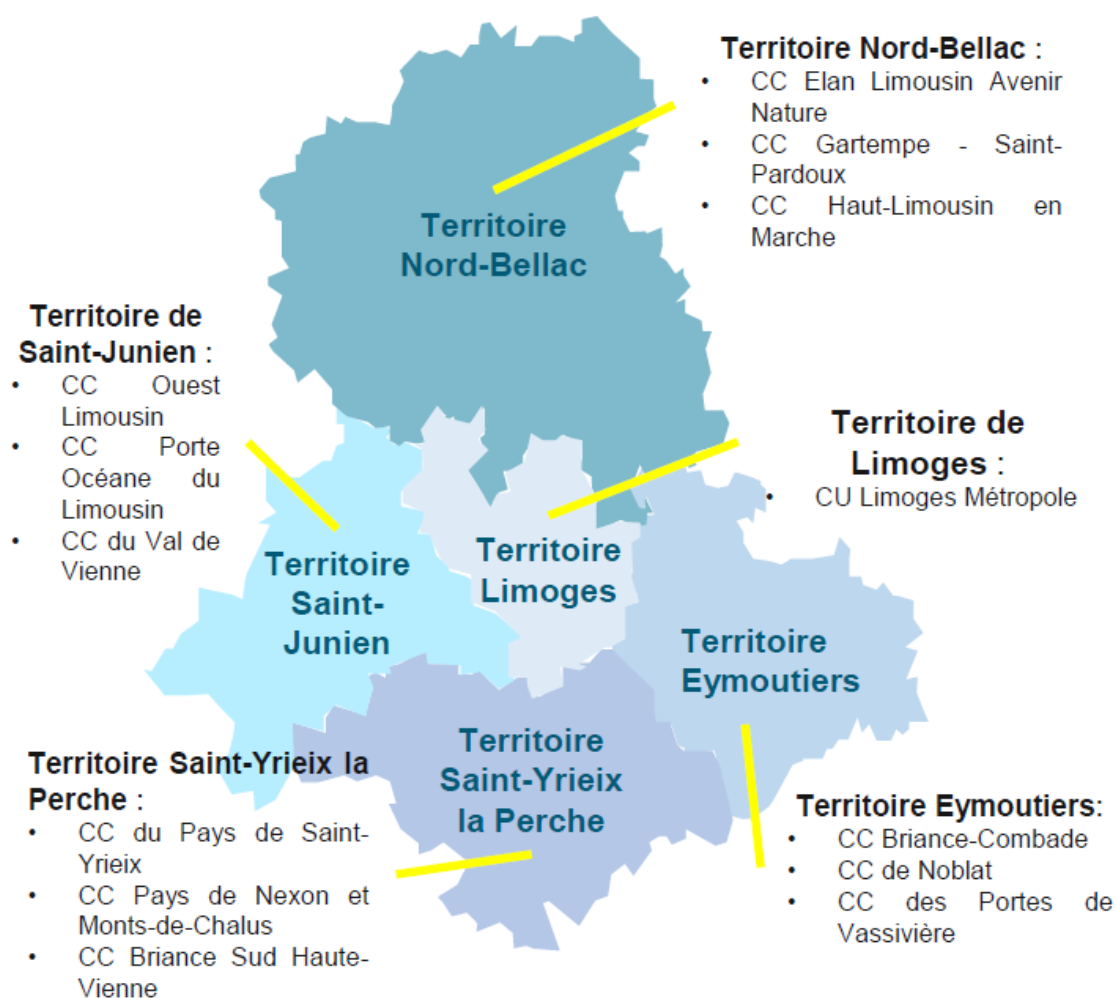 Territoire Nord-Bellac :
• CC Elan Limousin Avenir
Nature
• CC Gartempe - Saint-
Pardoux
• CC Haut-Limousin en
Marche
Territoire
Nord-Bellac
Territoire de
Saint-Junien :
• CC Ouest
Limousin
• CC Porte
Océane du
Limousin
• CC du Val de
Vienne
Territoire de
Limoges :
• CU Limoges Métropole
Territoire
Saint-
Junien
Territoire
Limoges
Territoire
Eymoutiers
Territoire
Saint-Yrieix
la Perche
Territoire Saint-Yrieix la
Perche :
• CC du Pays de Saint-
Yrieix
• CC Pays de Nexon et
Monts-de-Chalus
• CC Briance Sud Haute-
Vienne
Territoire Eymoutiers:
• CC Briance-Combade
• CC de Noblat
• CC des Portes de
Vassivière